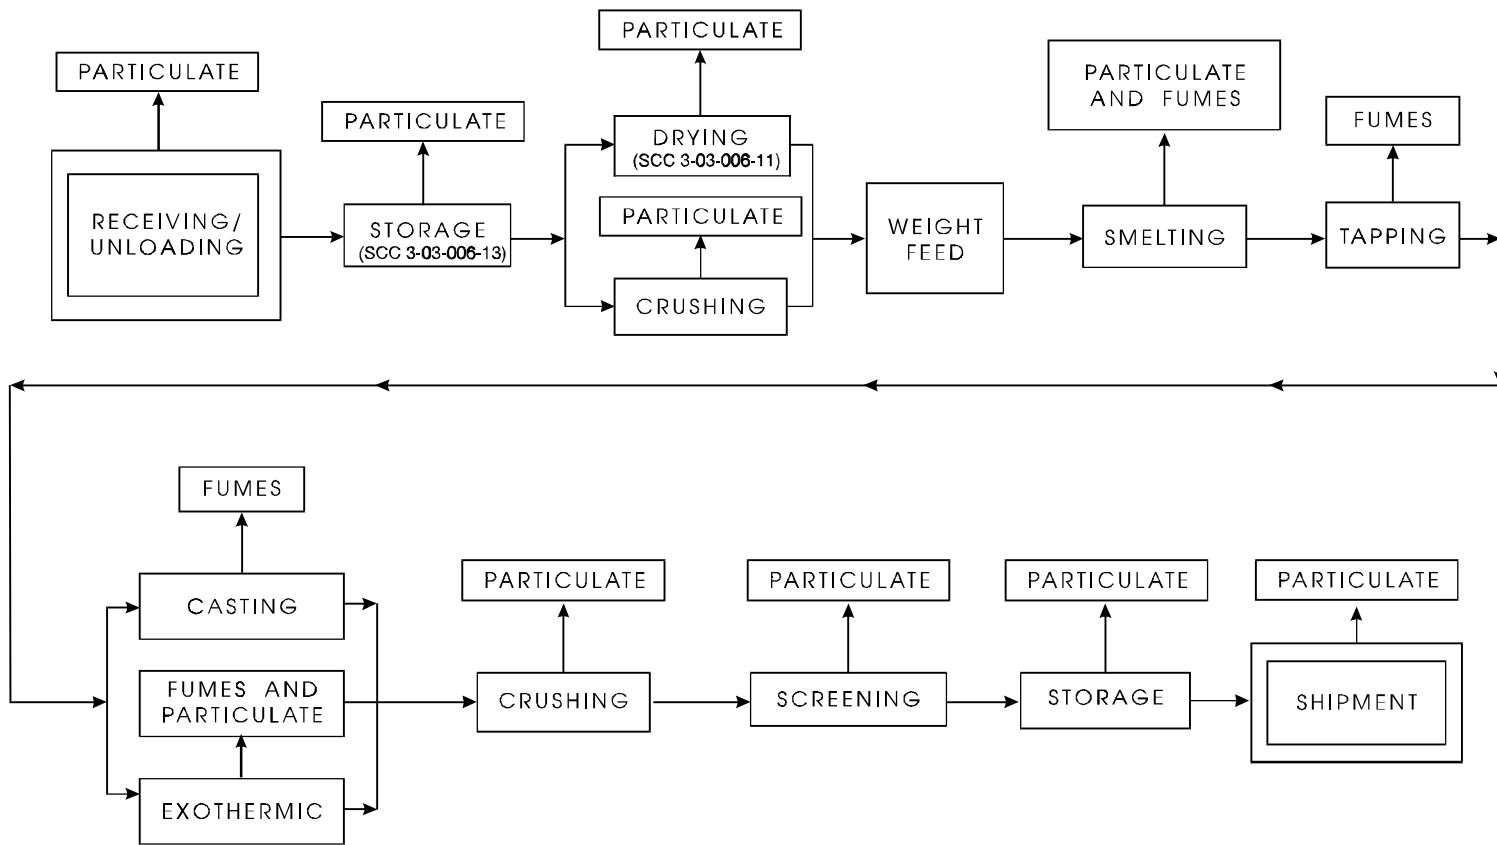 PARTICULATE
PARTICULATE
PARTICULATE
PARTICULATE
AND FUMES
FUMES
RECEIVING/
UNLOADING
STORAGE
(SCC 3-03-006-13)
DRYING
(SCC 3-03-006-11)
PARTICULATE
CRUSHING
WEIGHT
FEED
SMELTING
TAPPING
FUMES
CASTING
FUMES AND
PARTICULATE
EXOTHERMIC
PARTICULATE
CRUSHING
PARTICULATE
SCREENING
PARTICULATE
STORAGE
PARTICULATE
SHIPMENT